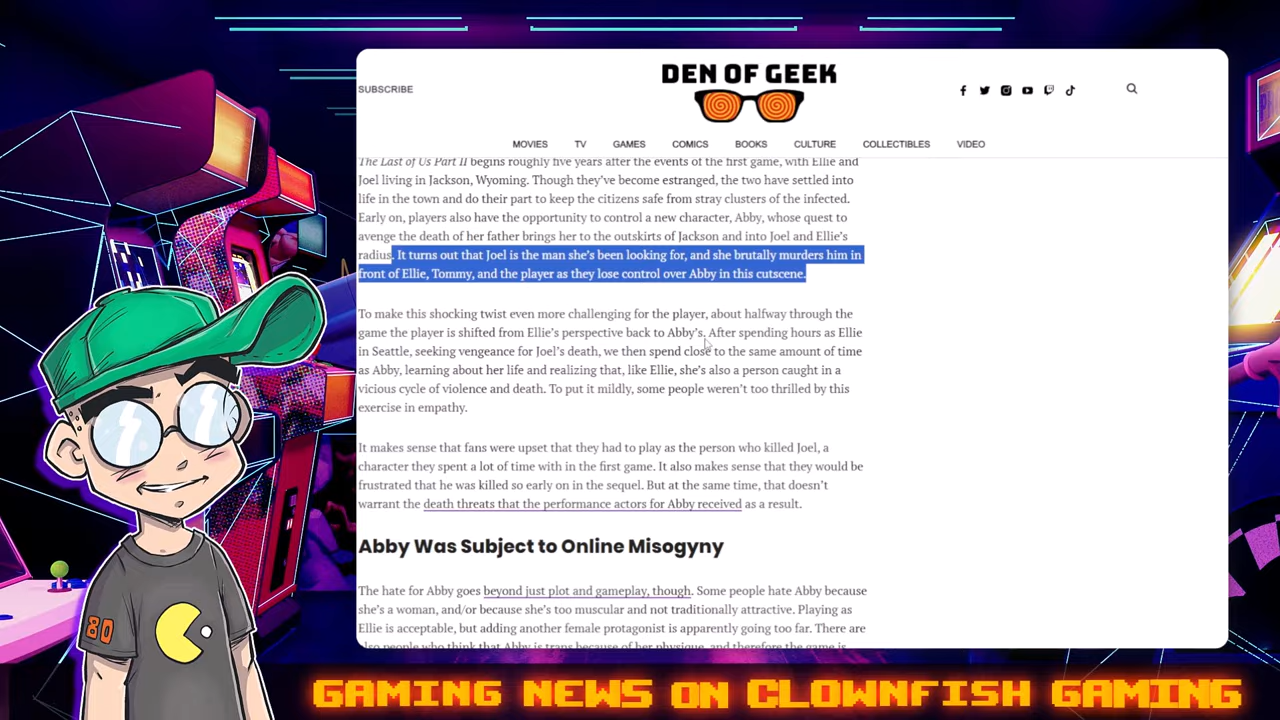 DEN OF GEEK
SUBSCRIBE
MOVIES TV GAMES COMICS BOOKS CULTURE COLLECTIBLES VIDEO
The Last of Us Part II begins roughly five years after the events of the first game, with Ellie and
Joel living in Jackson, Wyoming. Though they've become estranged, the two have settled into
life in the town and do their part to keep the citizens safe from stray clusters of the infected.
Early on, players also have the opportunity to control a new character, Abby, whose quest to
avenge the death of her father brings her to the outskirts of Jackson and into Joel and Ellie's
radius. It turns out that Joel is the man she's been looking for, and she brutally murders him in
front of Ellie, Tommy, and the player as they lose control over Abby in this cutscene.
To make this shocking twist even more challenging for the player, about halfway through the
game the player is shifted from Ellie's perspective back to Abby's. After spending hours as Ellie
in Seattle, seeking vengeance for Joel's death, we then spend close to the same amount of time
as Abby, learning about her life and realizing that, like Ellie, she's also a person caught in a
vicious cycle of violence and death. To put it mildly, some people weren't too thrilled by this
exercise in empathy.
It makes sense that fans were upset that they had to play as the person who killed Joel, a
character they spent a lot of time with in the first game. It also makes sense that they would be
frustrated that he was killed so early on in the sequel. But at the same time, that doesn't
warrant the death threats that the performance actors for Abby received as a result.
Abby Was Subject to Online Misogyny
The hate for Abby goes beyond just plot and gameplay, though. Some people hate Abby because
she's a woman, and/or because she's too muscular and not traditionally attractive. Playing as
Ellie is acceptable, but adding another female protagonist is apparently going too far. There are
also people who think that Abby is trans because of her physique, and therefore the game is
80
GAMING NEWS ON CLOWNFISH GAMING